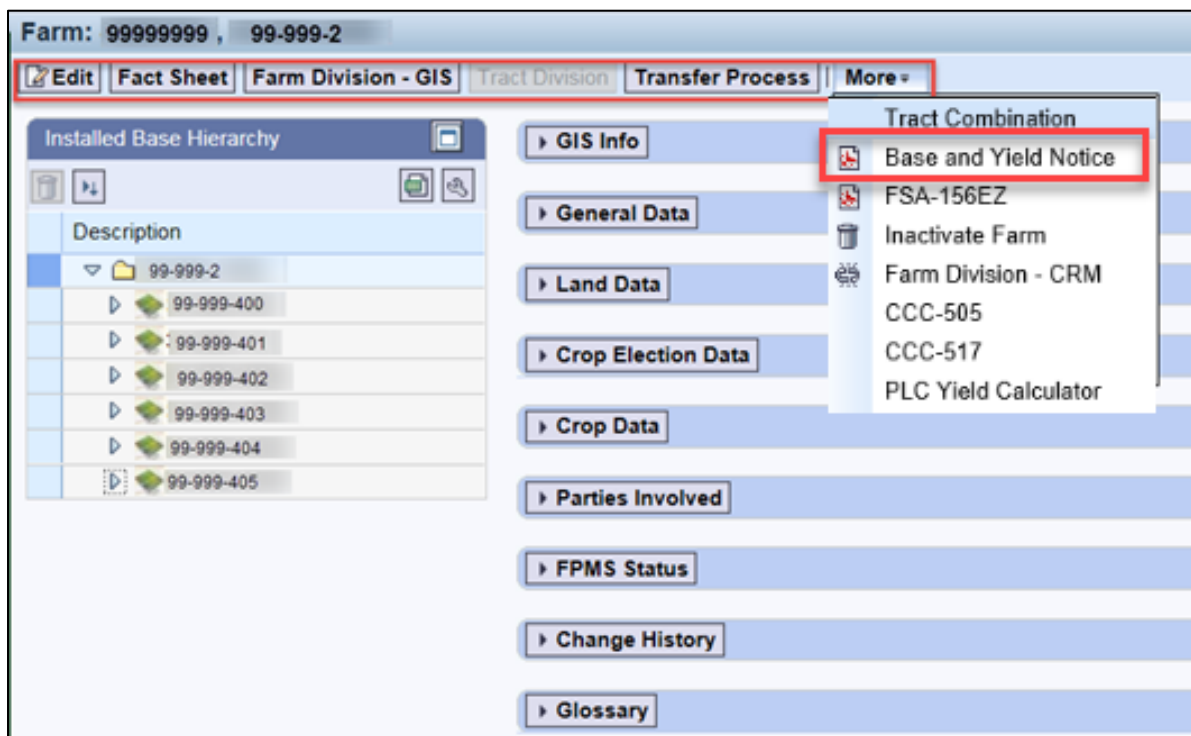 Farm: 99999999 , 99-999-2
Edit Fact Sheet Farm Division - GIS Tract Division Transfer Process More
Tract Combination
Base and Yield Notice
FSA-156EZ
Inactivate Farm
Farm Division - CRM
CCC-505
CCC-517
PLC Yield Calculator
Installed Base Hierarchy
Description
99-999-2
99-999-400
99-999-401
99-999-402
99-999-403
99-999-404
99-999-405
GIS Info
General Data
Land Data
Crop Election Data
Crop Data
Parties Involved
FPMS Status
Change History
Glossary